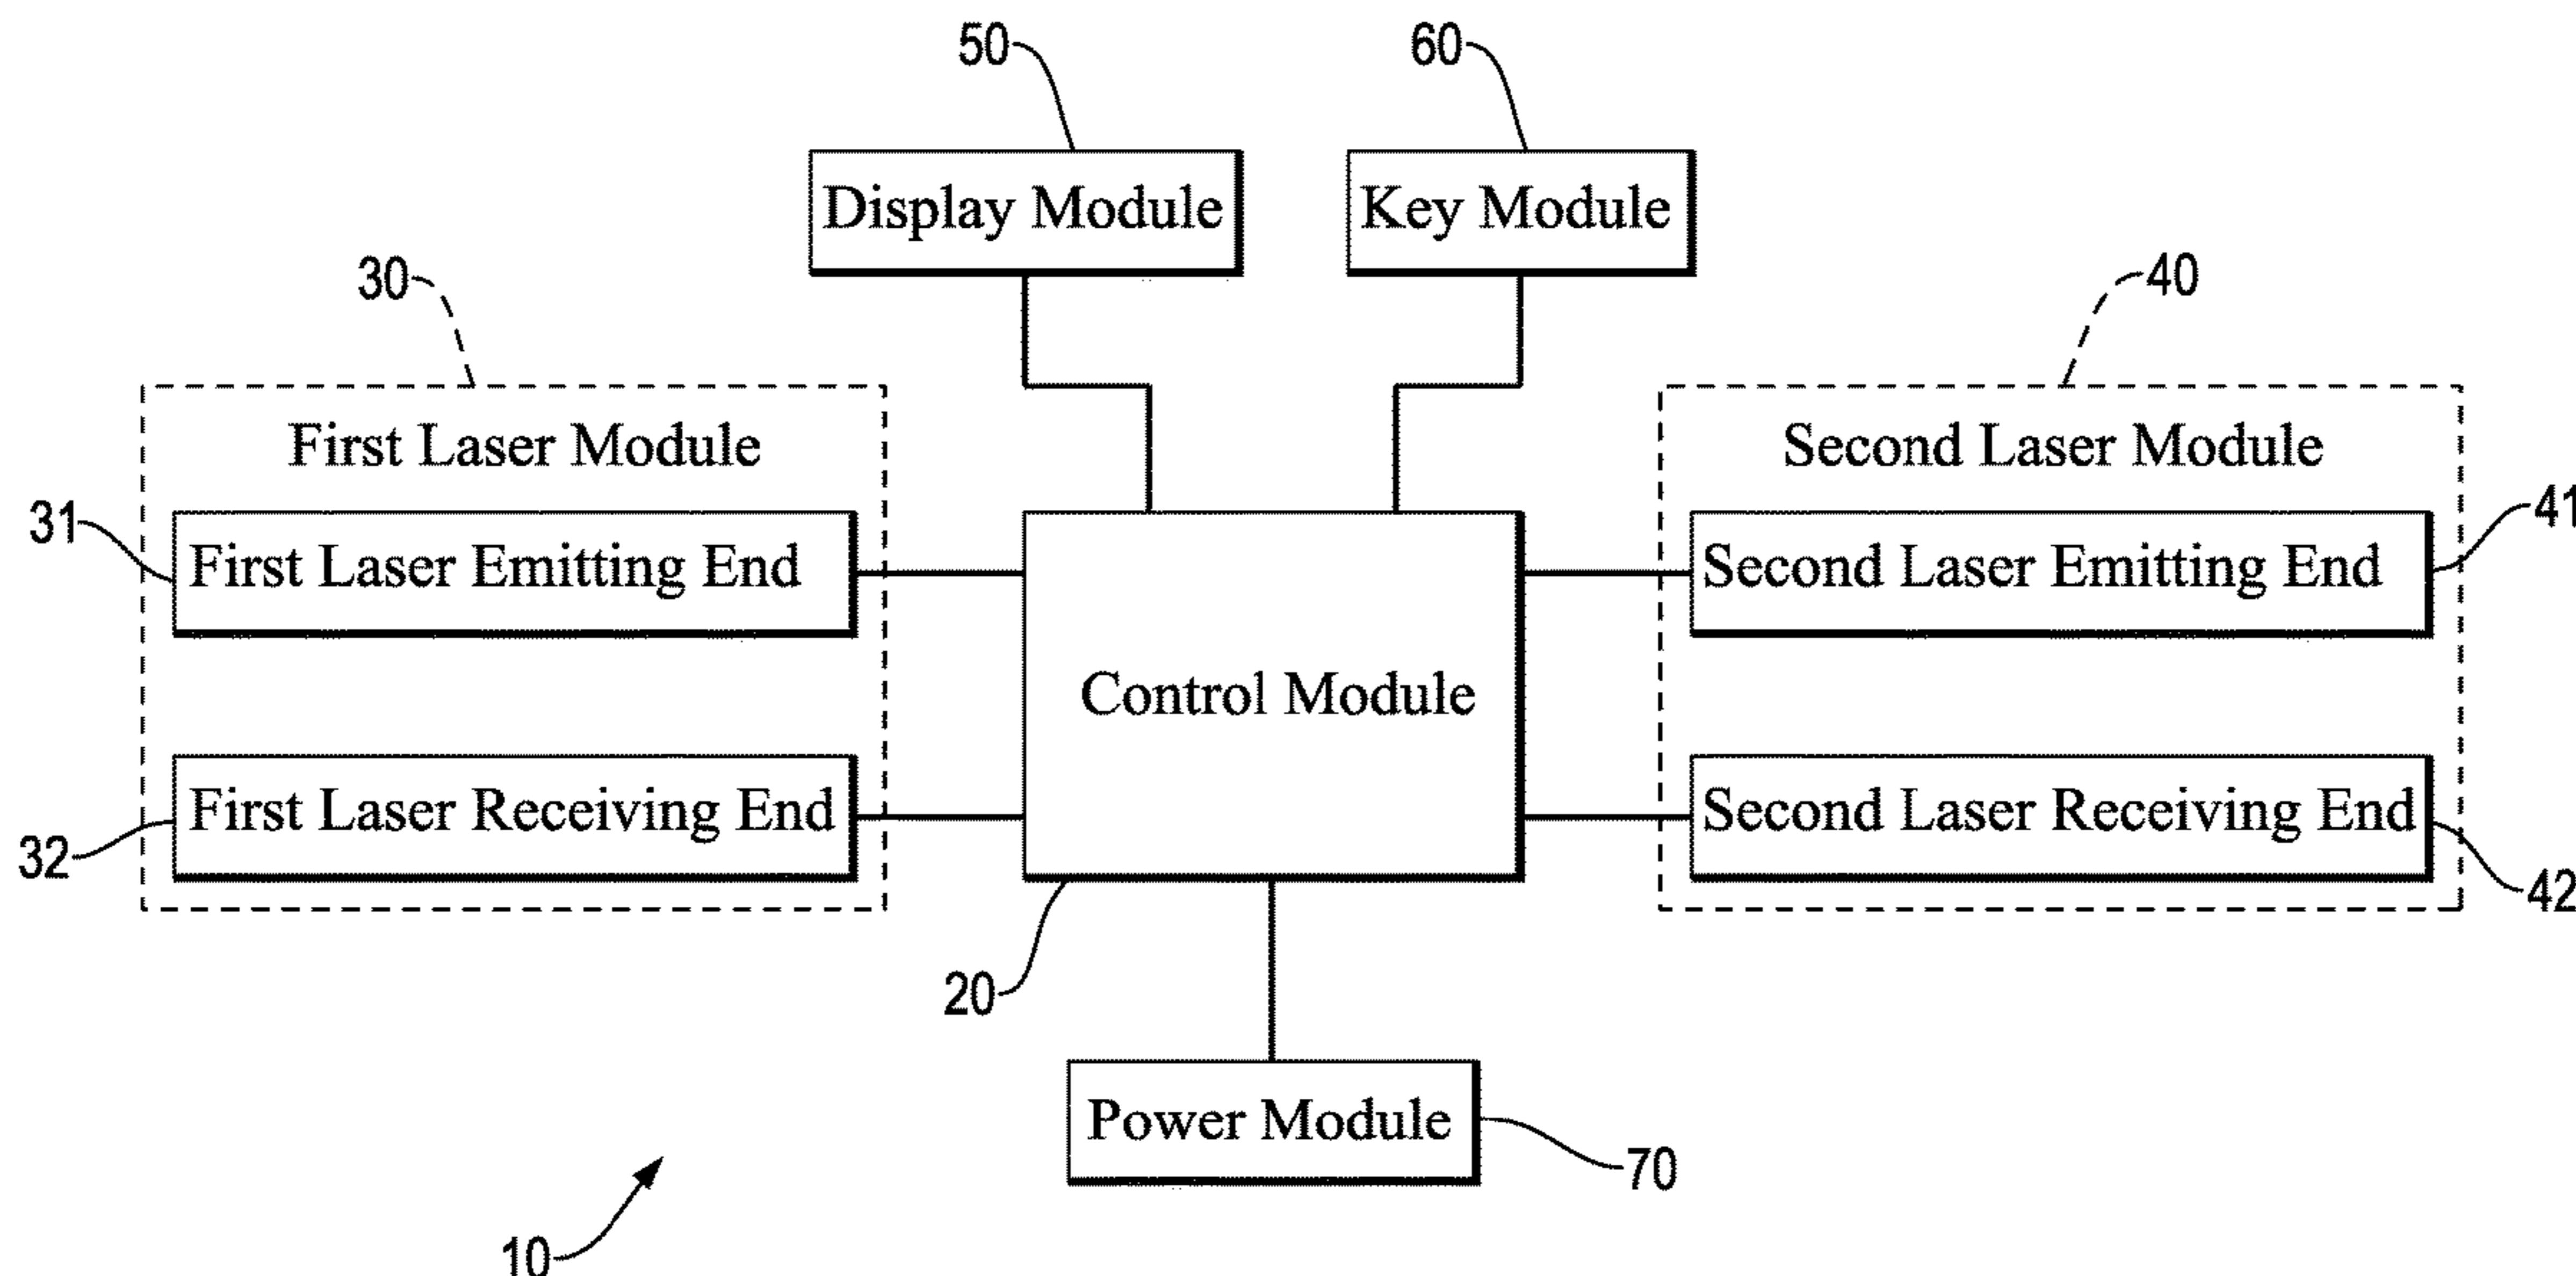 50
60
Display Module
Key Module
30
40
First Laser Module
Second Laser Module
31
First Laser Emitting End
Second Laser Emitting End
41
Control Module
32
First Laser Receiving End
Second Laser Receiving End
42
20
Power Module
70
10